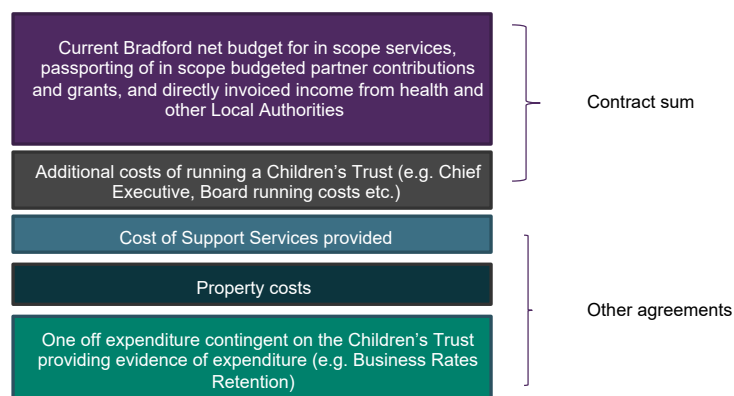 Current Bradford net budget for in scope services,
passporting of in scope budgeted partner contributions
and grants, and directly invoiced income from health and
other Local Authorities
Contract sum
Additional costs of running a Children’s Trust (e.g. Chief
Executive, Board running costs etc.)
Cost of Support Services provided
Property costs
Other agreements
One off expenditure contingent on the Children’s Trust
providing evidence of expenditure (e.g. Business Rates
Retention)